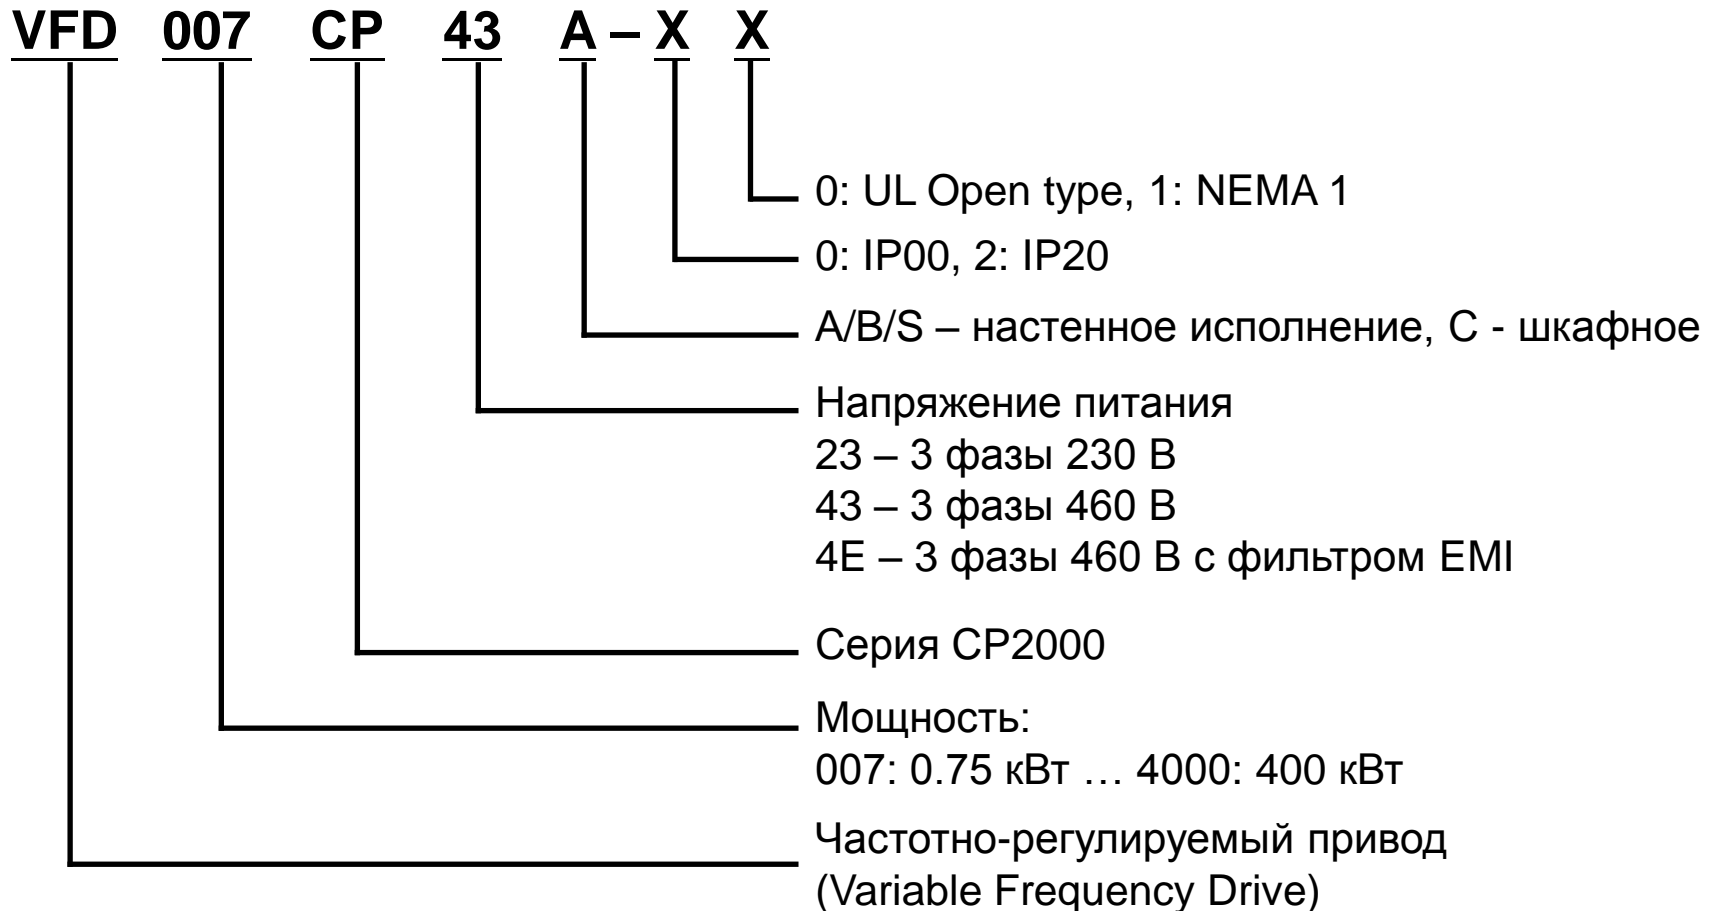 VFD 007 CP 43 A – X X
0: UL Open type, 1: NEMA 1
0: IP00, 2: IP20
A/B/S – настенное исполнение, С - шкафное
Напряжение питания
23 – 3 фазы 230 В
43 – 3 фазы 460 В
4E – 3 фазы 460 В с фильтром EMI
Серия CP2000
Мощность:
007: 0.75 кВт … 4000: 400 кВт
Частотно-регулируемый привод
(Variable Frequency Drive)